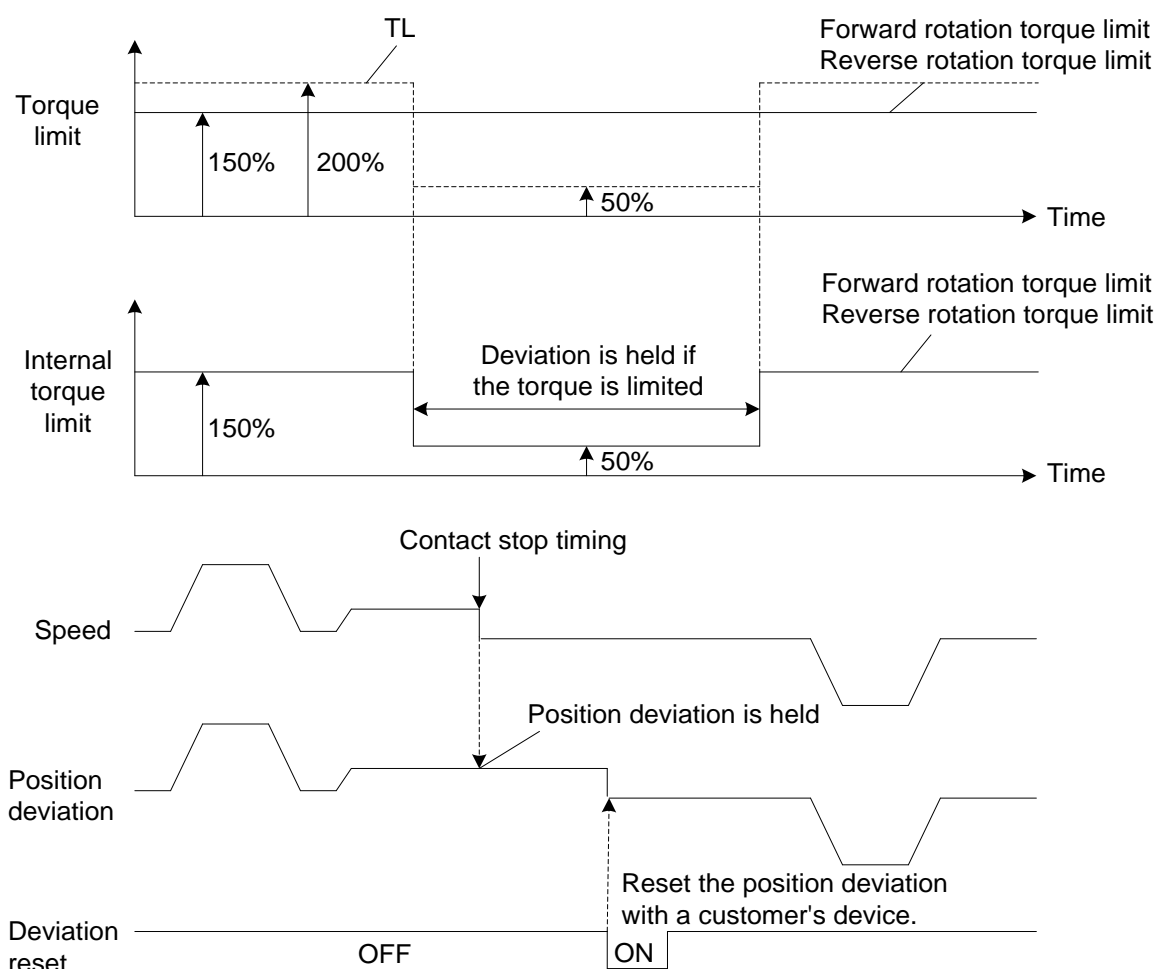 TL
Forward rotation torque limit
Reverse rotation torque limit
Torque
limit
150%
200%
50%
Time
Forward rotation torque limit
Reverse rotation torque limit
Internal
torque
limit
Deviation is held if
the torque is limited
150%
50%
Time
Contact stop timing
Speed
Position deviation is held
Position
deviation
Reset the position deviation
with a customer's device.
Deviation
reset
OFF
ON